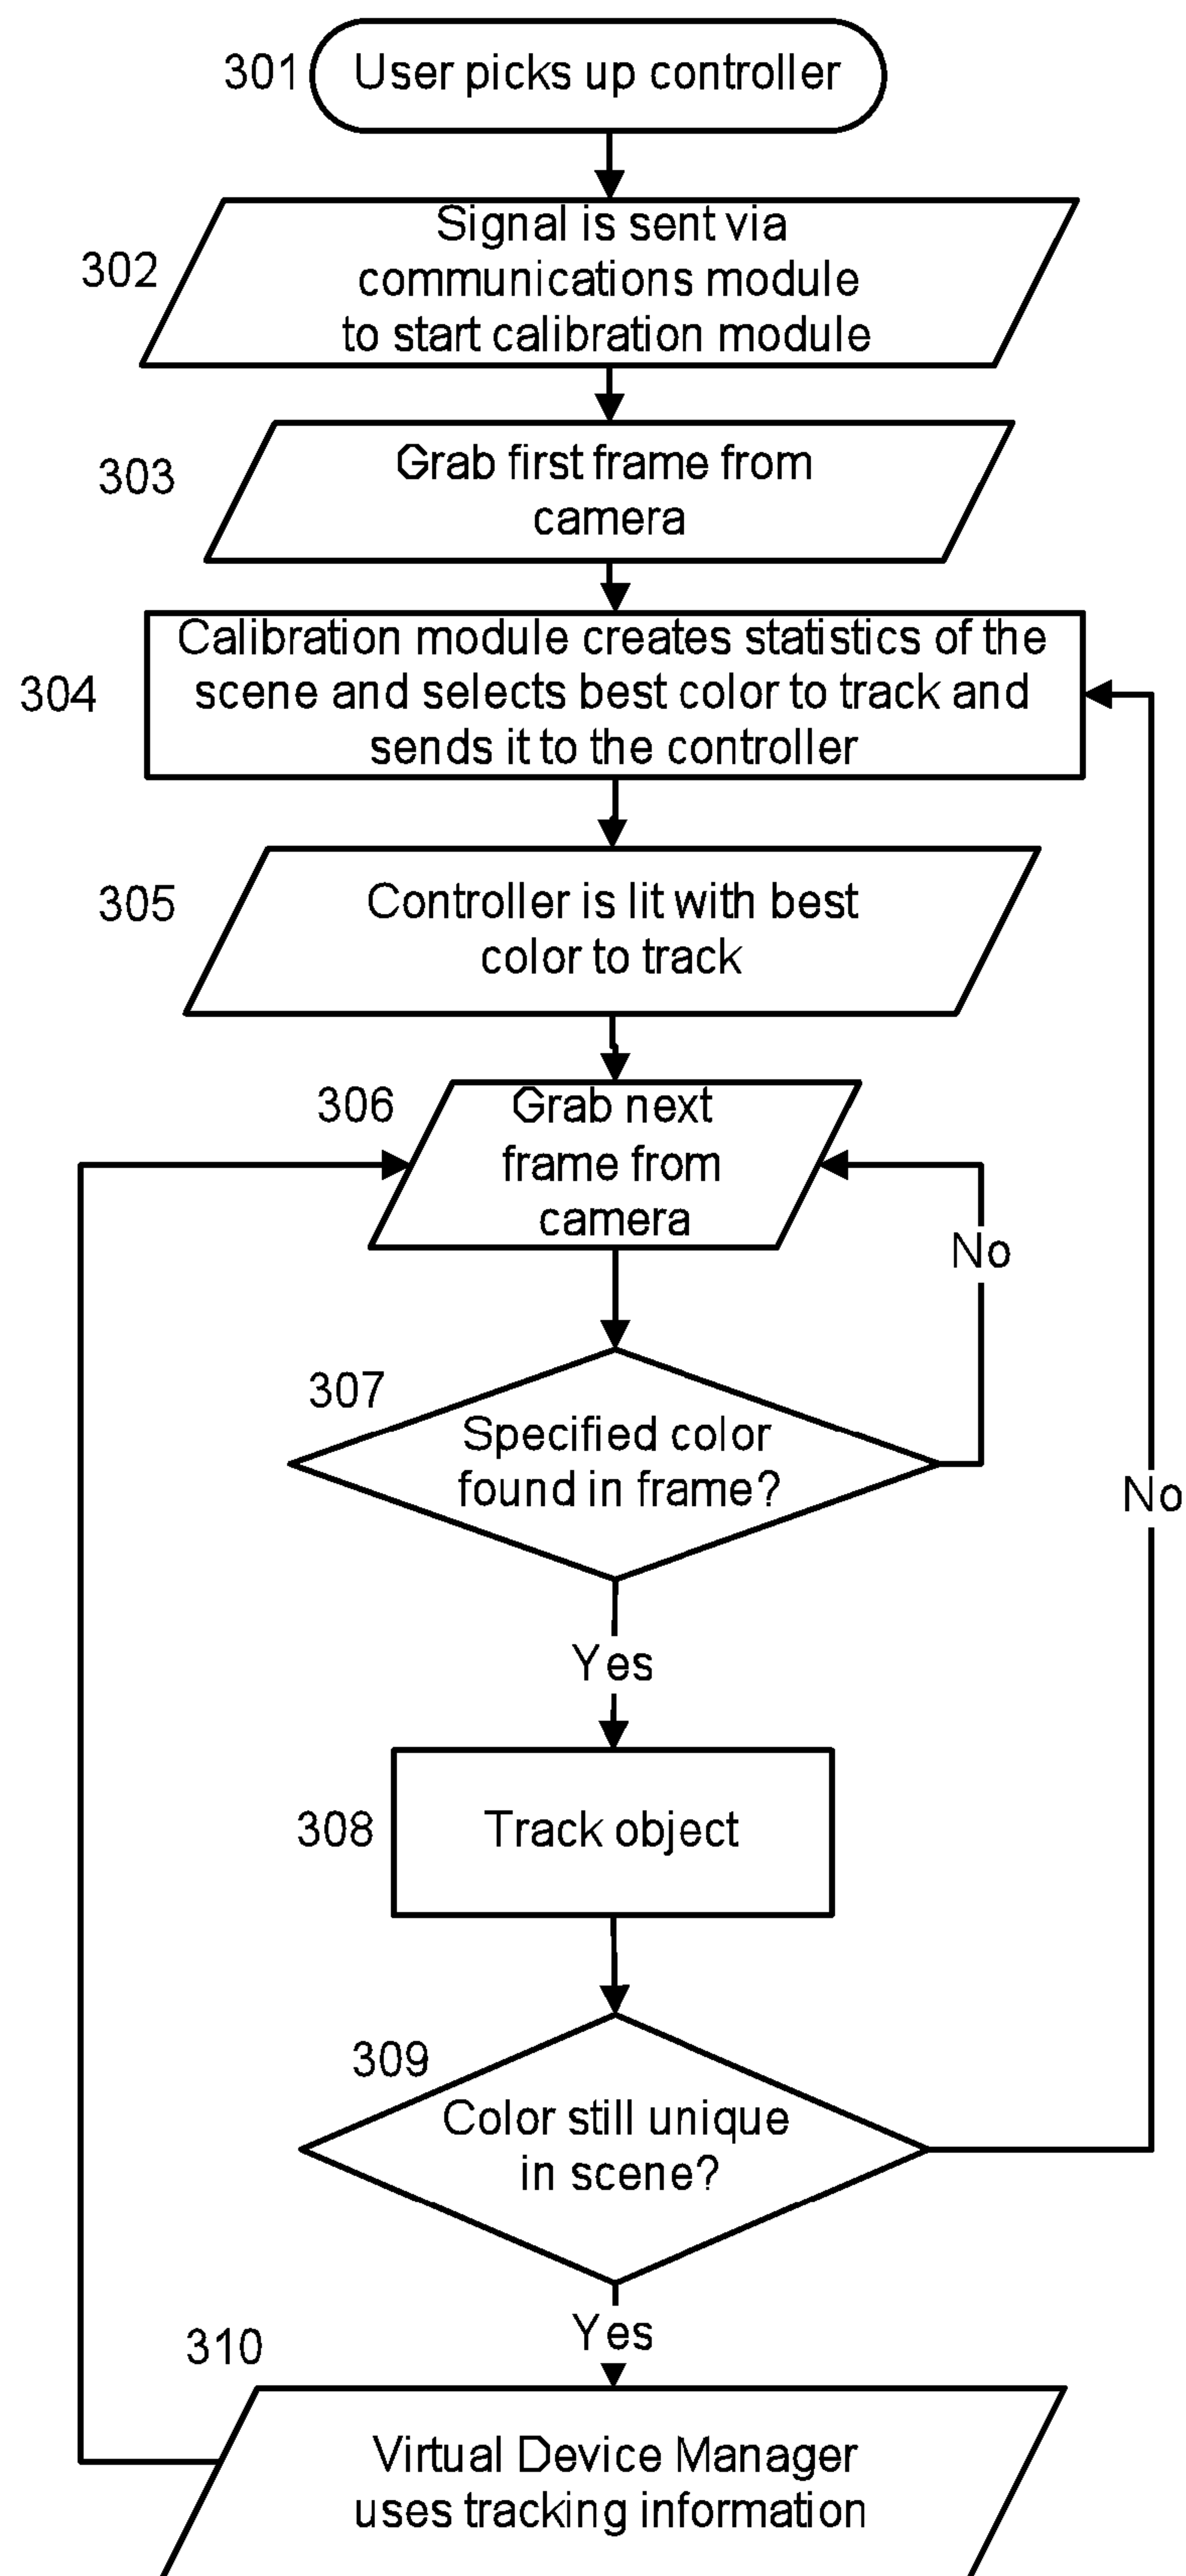 301
User picks up controller
302
Signal is sent via
communications module
to start calibration module
303
Grab first frame from
camera
304
Calibration module creates statistics of the
scene and selects best color to track and
sends it to the controller
305
Controller is lit with best
color to track
306
Grab next
frame from
camera
No
307
Specified color
found in frame?
No
Yes
308
Track object
309
Color still unique
in scene?
Yes
310
Virtual Device Manager
uses tracking information